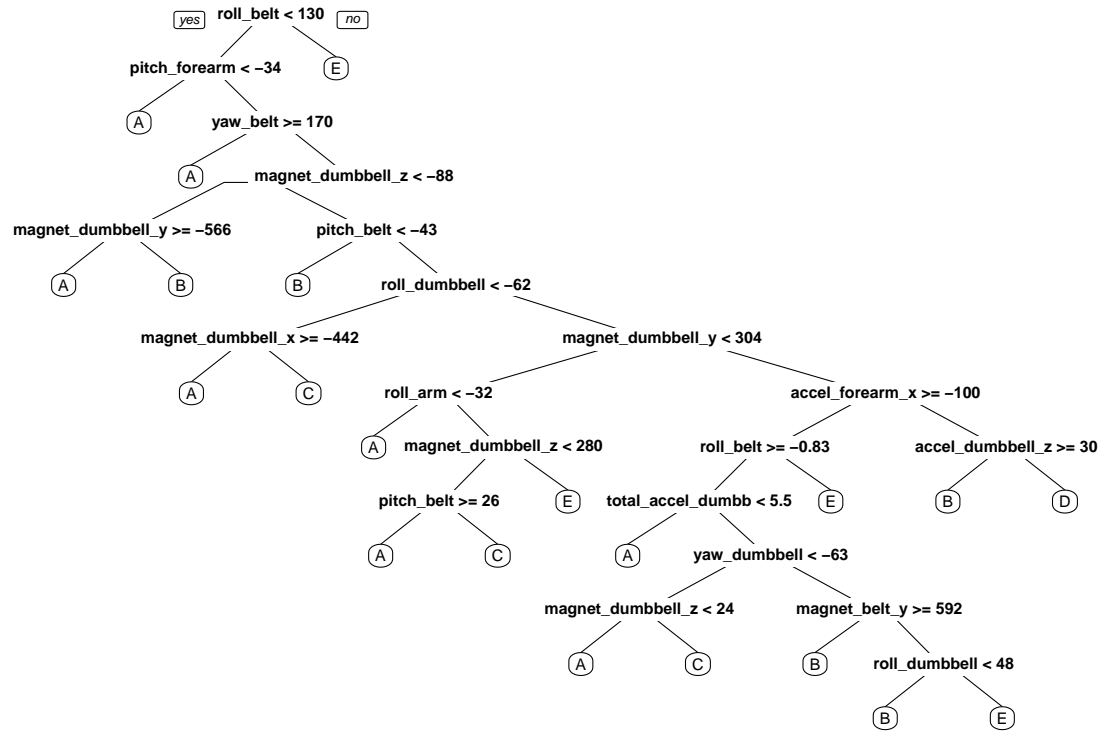 yes roll_belt < 130 no
pitch_forearm < −34 E
A yaw_belt >= 170
A magnet_dumbbell_z < −88
magnet_dumbbell_y >= −566 pitch_belt < −43
A B B roll_dumbbell < −62
magnet_dumbbell_x >= −442 magnet_dumbbell_y < 304
A C roll_arm < −32 accel_forearm_x >= −100
A magnet_dumbbell_z < 280 roll_belt >= −0.83 accel_dumbbell_z >= 30
pitch_belt >= 26 E total_accel_dumbb < 5.5 E B D
A C A yaw_dumbbell < −63
magnet_dumbbell_z < 24 magnet_belt_y >= 592
A C B roll_dumbbell < 48
B E